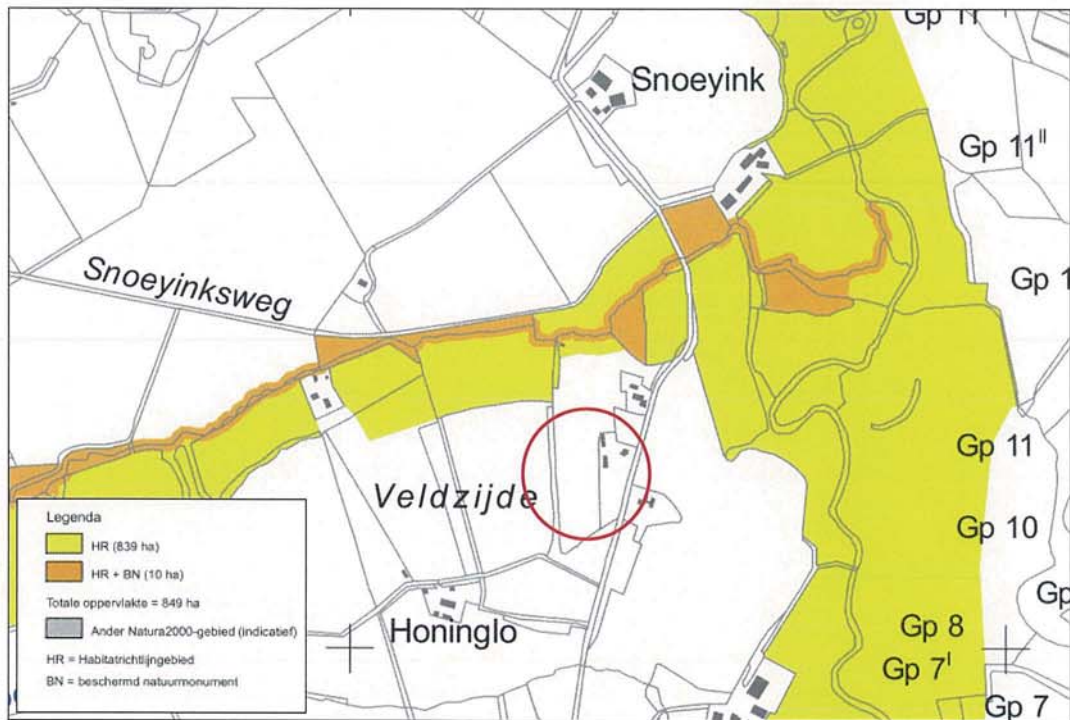 Gp 11
Snoeyink
Gp 11ᴵᴵ
Gp 1
Snoeyinksweg
Gp 11
Veldzijde
Gp 10
Gp
Honinglo
Gp 8
Gp 7ᴵ
Gp 7
Legenda
HR (839 ha)
HR + BN (10 ha)
Totale oppervlakte = 849 ha
Ander Natura2000-gebied (indicatief)
HR = Habitatrichtlijngebied
BN = beschermd natuurmonument